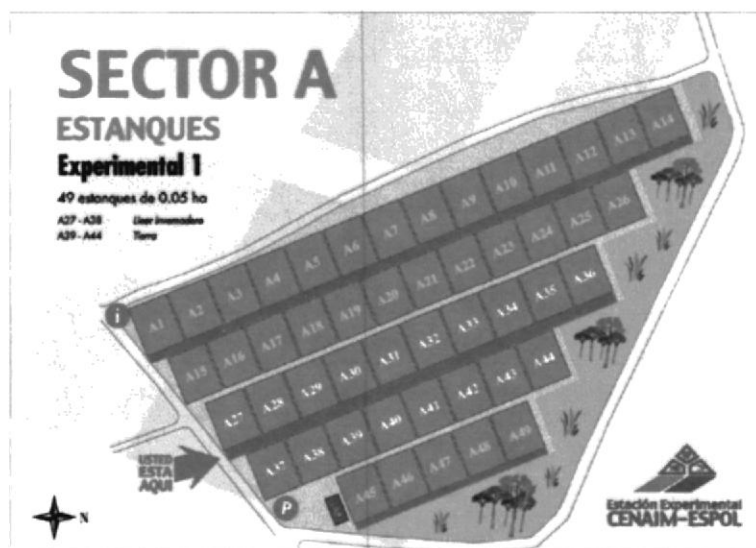 SECTOR A
ESTANQUES
Experimental 1
49 estanques de 0.05 ha
A27 - A38 Liner Invernadero
A39 - A44 Tierra
A1 A2 A3 A4 A5 A6 A7 A8 A9 A10 A11 A12 A13 A14
A15 A16 A17 A18 A19 A20 A21 A22 A23 A24 A25 A26
i
A27 A28 A29 A30 A31 A32 A33 A34 A35 A36
A37 A38 A39 A40 A41 A42 A43 A44
A45 A46 A47 A48 A49
USTED
ESTA
AQUI
P
N
Estación Experimental
CENAIM-ESPOL